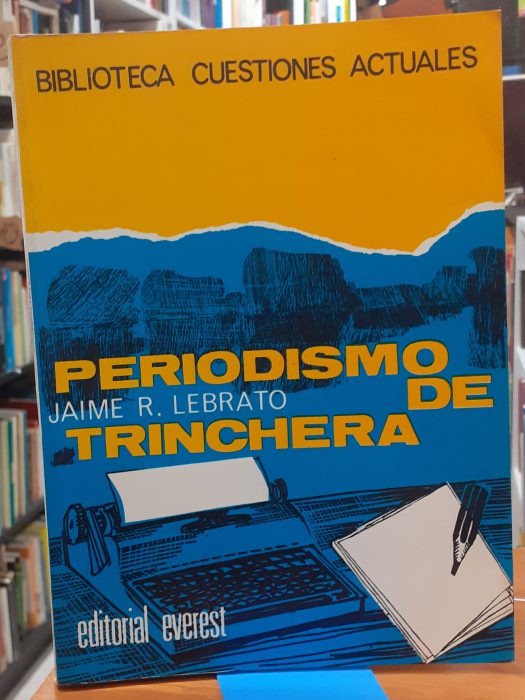 BIBLIOTECA CUESTIONES ACTUALES
PERIODISMO
JAIME R. LEBRATO
DE
TRINCHERA
editorial everest